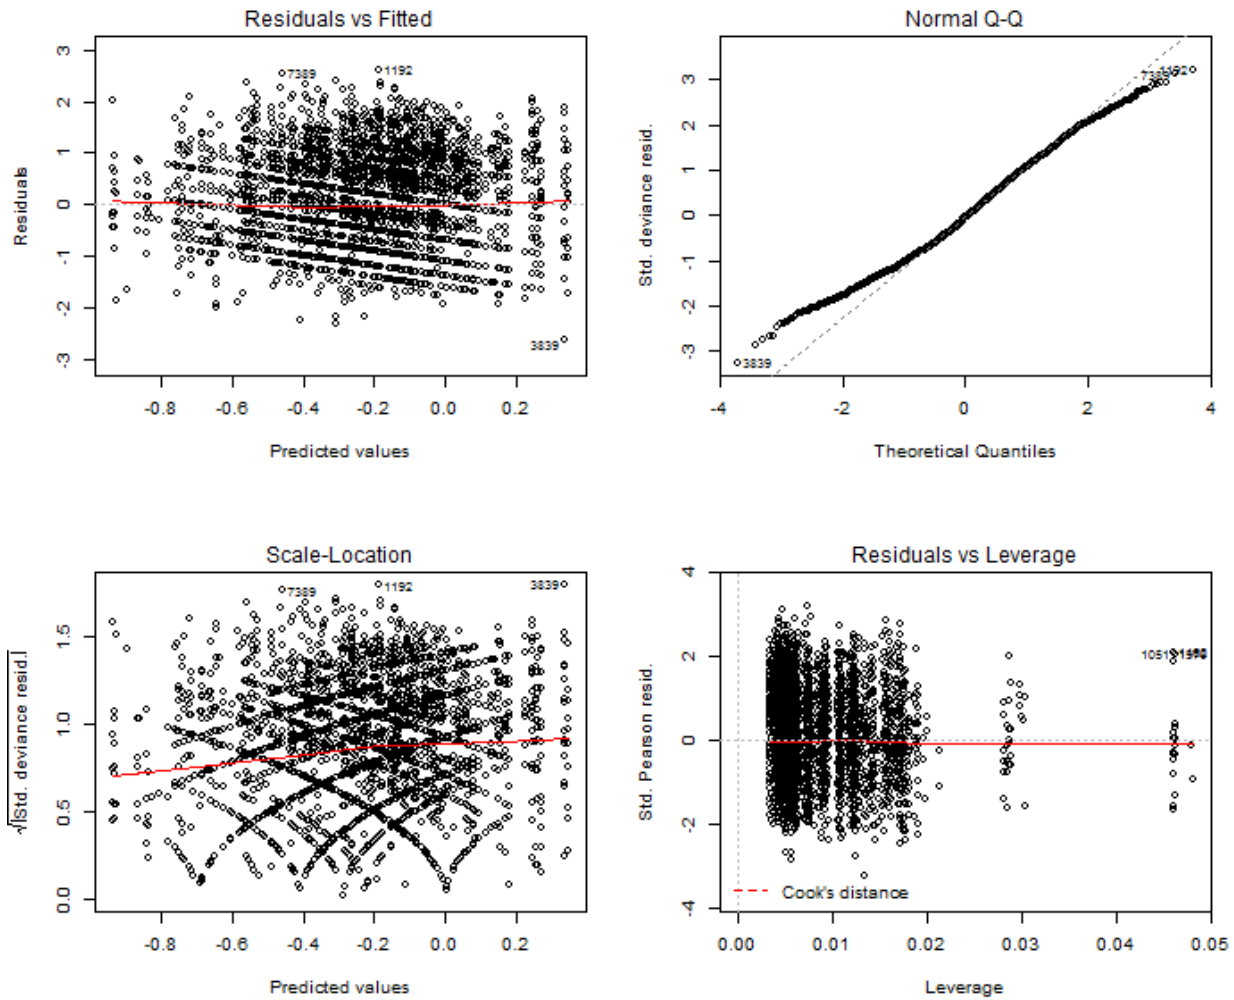 Residuals vs Fitted
Residuals
3
2
1
0
-1
-2
-3
7389
1192
3839
-0.8 -0.6 -0.4 -0.2 0.0 0.2
Predicted values
Normal Q-Q
Std. deviance resid.
3
2
1
0
-1
-2
-3
1192
7389
3839
-4 -2 0 2 4
Theoretical Quantiles
Scale-Location
√|Std. deviance resid.|
1.5
1.0
0.5
0.0
7389
1192
3839
-0.8 -0.6 -0.4 -0.2 0.0 0.2
Predicted values
Residuals vs Leverage
Std. Pearson resid.
4
2
0
-2
-4
Cook's distance
0.00 0.01 0.02 0.03 0.04 0.05
Leverage